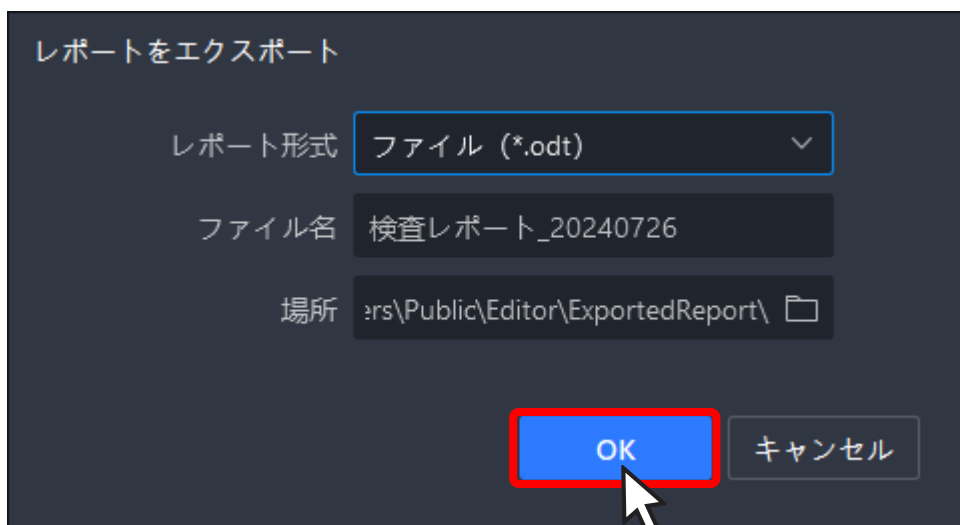 レポートをエクスポート
レポート形式 ファイル (*.odt)
ファイル名 検査レポート_20240726
場所 ers\Public\Editor\ExportedReport\
OK キャンセル